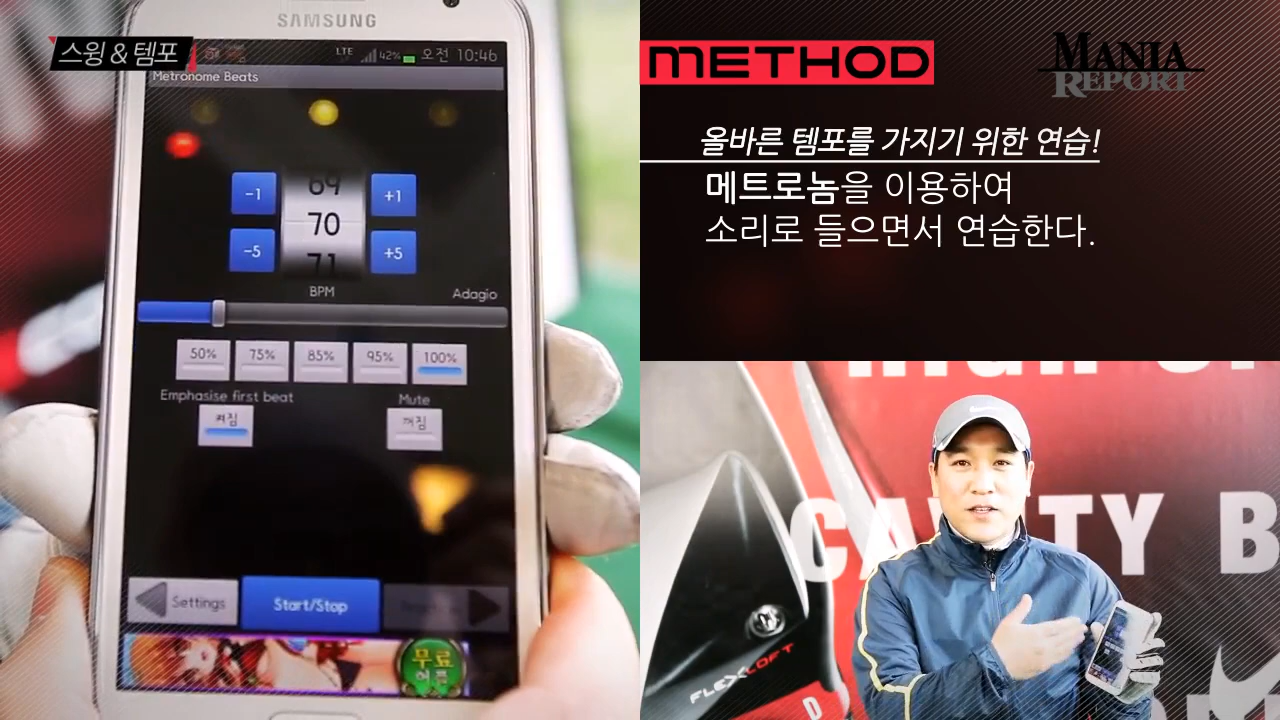 스윙 & 템포
SAMSUNG
LTE 42% 오전 10:46
Metronome Beats
69
-1 70 +1
-5 71 +5
BPM
Adagio
50% 75% 85% 95% 100%
Emphasise first beat
Mute
켜짐 꺼짐
Settings Start/Stop
무료
어플
METHOD
MANIA
REPORT
올바른 템포를 가지기 위한 연습!
메트로놈을 이용하여
소리로 들으면서 연습한다.
CAVITY B
FLEXLOFT
D